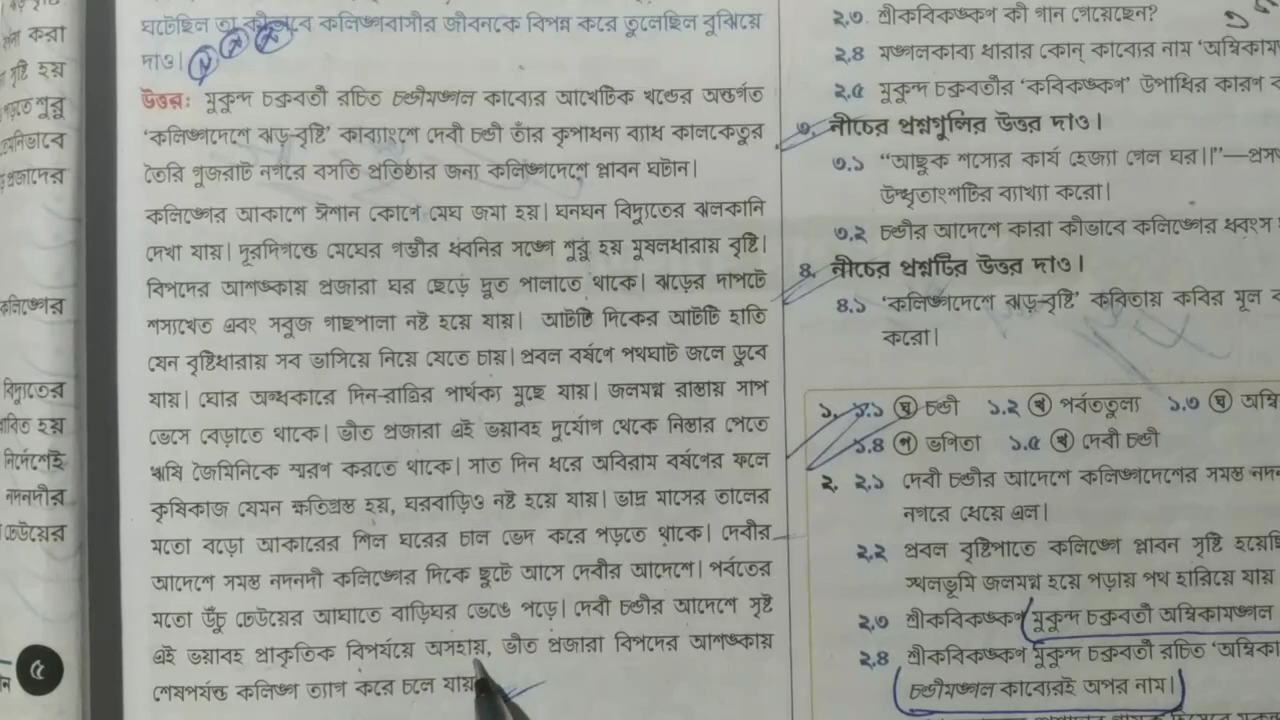 র্ণনা করা
সৃষ্টি হয়
পড়তে শুরু
প্রজাদের
কলিঙ্গের
বিদ্যুতের
নির্দেশেই
নদনদীর
ঢেউয়ের
৫
ঘটেছিল তা কীভাবে কলিঙ্গবাসীর জীবনকে বিপন্ন করে তুলেছিল বুঝিয়ে
দাও।
উত্তর: মুকুন্দ চক্রবর্তী রচিত চণ্ডীমঙ্গল কাব্যের আখেটিক খণ্ডের অন্তর্গত
‘কলিঙ্গদেশে ঝড়-বৃষ্টি’ কাব্যাংশে দেবী চণ্ডী তাঁর কৃপাধন্য ব্যাধ কালকেতুর
তৈরি গুজরাট নগরে বসতি প্রতিষ্ঠার জন্য কলিঙ্গদেশে প্লাবন ঘটান।
কলিঙ্গের আকাশে ঈশান কোণে মেঘ জমা হয়। ঘনঘন বিদ্যুতের ঝলকানি
দেখা যায়। দূরদিগন্তে মেঘের গম্ভীর ধ্বনির সঙ্গে শুরু হয় মুষলধারায় বৃষ্টি।
বিপদের আশঙ্কায় প্রজারা ঘর ছেড়ে দ্রুত পালাতে থাকে। ঝড়ের দাপটে
শস্যখেত এবং সবুজ গাছপালা নষ্ট হয়ে যায়। আটটি দিকের আটটি হাতি
যেন বৃষ্টিধারায় সব ভাসিয়ে নিয়ে যেতে চায়। প্রবল বর্ষণে পথঘাট জলে ডুবে
যায়। ঘোর অন্ধকারে দিন-রাত্রির পার্থক্য মুছে যায়। জলমগ্ন রাস্তায় সাপ
ভেসে বেড়াতে থাকে। ভীত প্রজারা এই ভয়াবহ দুর্যোগ থেকে নিস্তার পেতে
ঋষি জৈমিনিকে স্মরণ করতে থাকে। সাত দিন ধরে অবিরাম বর্ষণের ফলে
কৃষিকাজ যেমন ক্ষতিগ্রস্ত হয়, ঘরবাড়িও নষ্ট হয়ে যায়। ভাদ্র মাসের তালের
মতো বড়ো আকারের শিল ঘরের চাল ভেদ করে পড়তে থাকে। দেবীর
আদেশে সমস্ত নদনদী কলিঙ্গের দিকে ছুটে আসে দেবীর আদেশে। পর্বতের
মতো উঁচু ঢেউয়ের আঘাতে বাড়িঘর ভেঙে পড়ে। দেবী চণ্ডীর আদেশে সৃষ্ট
এই ভয়াবহ প্রাকৃতিক বিপর্যয়ে অসহায়, ভীত প্রজারা বিপদের আশঙ্কায়
শেষপর্যন্ত কলিঙ্গ ত্যাগ করে চলে যায়
২.৩ শ্রীকবিকঙ্কণ কী গান গেয়েছেন?
২.৪ মঙ্গলকাব্য ধারার কোন্ কাব্যের নাম ‘অম্বিকাম
২.৫ মুকুন্দ চক্রবর্তীর ‘কবিকঙ্কণ’ উপাধির কারণ
৩. নীচের প্রশ্নগুলির উত্তর দাও।
৩.১ “আছুক শস্যের কার্য হেজ্যা গেল ঘর।।”—প্রসঙ্
উদ্ধৃতাংশটির ব্যাখ্যা করো।
৩.২ চণ্ডীর আদেশে কারা কীভাবে কলিঙ্গের ধ্বংস
৪. নীচের প্রশ্নটির উত্তর দাও।
৪.১ ‘কলিঙ্গদেশে ঝড়-বৃষ্টি’ কবিতায় কবির মূল
করো।
১. ১.১ ঘ চণ্ডী ১.২ খ পর্বততুল্য ১.৩ ঘ অম্বি
১.৪ গ ভণিতা ১.৫ খ দেবী চণ্ডী
২. ২.১ দেবী চণ্ডীর আদেশে কলিঙ্গদেশের সমস্ত নদন
নগরে ধেয়ে এল।
২.২ প্রবল বৃষ্টিপাতে কলিঙ্গে প্লাবন সৃষ্টি হয়েছি
স্থলভূমি জলমগ্ন হয়ে পড়ায় পথ হারিয়ে যায়
২.৩ শ্রীকবিকঙ্কণ মুকুন্দ চক্রবর্তী অম্বিকামঙ্গল
২.৪ শ্রীকবিকঙ্কণ মুকুন্দ চক্রবর্তী রচিত ‘অম্বিকা
চণ্ডীমঙ্গল কাব্যেরই অপর নাম।